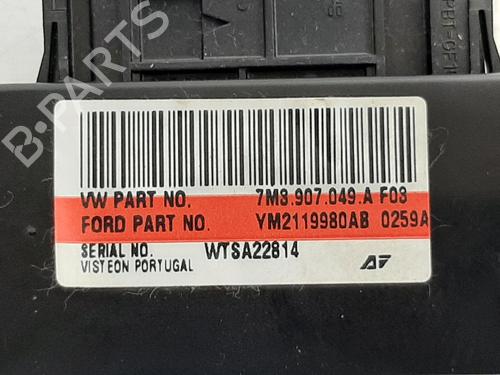 B-PARTS
VW PART NO. 7M3.907.049.A F03
FORD PART NO. YM2119980AB 0259A
SERIAL NO. WTSA22814
VISTEON PORTUGAL